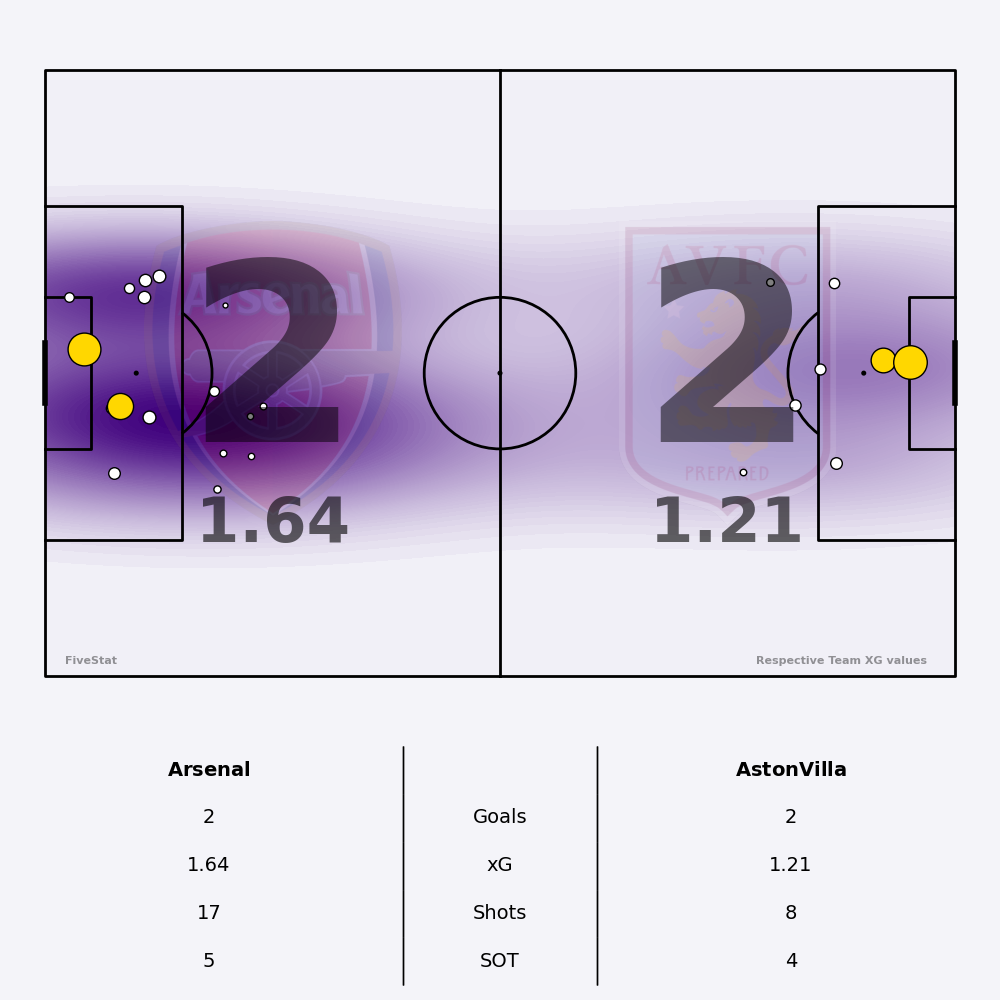 AVFC
Arsenal
2
2
PREPARED
1.64
1.21
FiveStat
Respective Team XG values
Arsenal
AstonVilla
2 Goals 2
1.64 xG 1.21
17 Shots 8
5 SOT 4